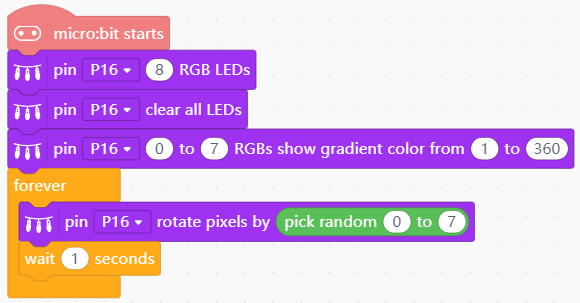 micro:bit starts
pin P16 8 RGB LEDs
pin P16 clear all LEDs
pin P16 0 to 7 RGBs show gradient color from 1 to 360
forever
pin P16 rotate pixels by pick random 0 to 7
wait 1 seconds